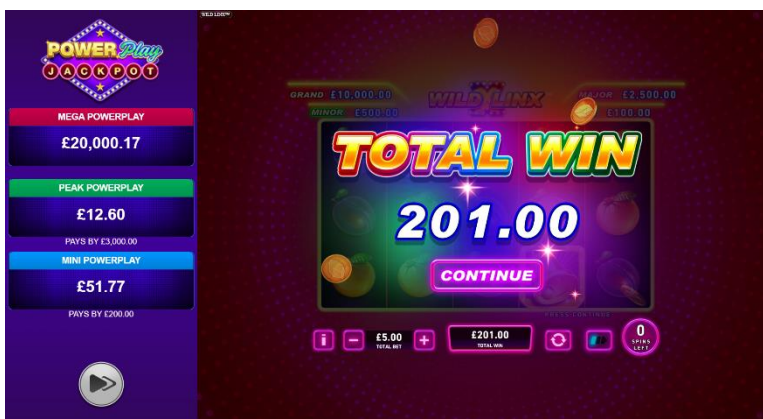 POWER Play
JACKPOT
MEGA POWERPLAY
£20,000.17
PEAK POWERPLAY
£12.60
PAYS BY £3,000.00
MINI POWERPLAY
£51.77
PAYS BY £200.00
WILD LINX™
GRAND £10,000.00
WILD LINX
MAJOR £2,500.00
MINOR £500.00
£100.00
TOTAL WIN
201.00
CONTINUE
PRESS CONTINUE
£5.00
TOTAL BET
£201.00
TOTAL WIN
0
SPINS
LEFT